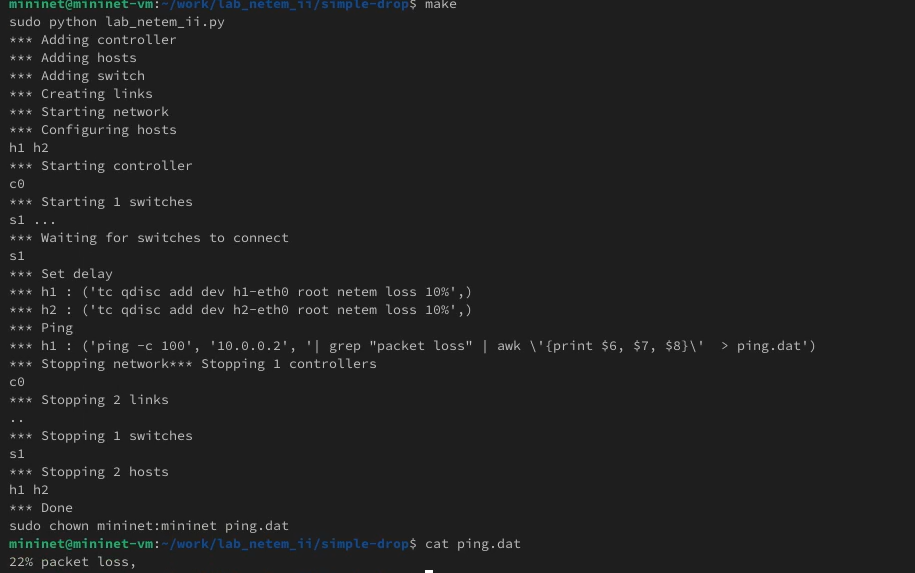 mininet@mininet-vm:~/work/lab_netem_ii/simple-drop$ make
sudo python lab_netem_ii.py
*** Adding controller
*** Adding hosts
*** Adding switch
*** Creating links
*** Starting network
*** Configuring hosts
h1 h2
*** Starting controller
c0
*** Starting 1 switches
s1 ...
*** Waiting for switches to connect
s1
*** Set delay
*** h1 : ('tc qdisc add dev h1-eth0 root netem loss 10%',)
*** h2 : ('tc qdisc add dev h2-eth0 root netem loss 10%',)
*** Ping
*** h1 : ('ping -c 100', '10.0.0.2', '| grep "packet loss" | awk \'{print $6, $7, $8}\'  > ping.dat')
*** Stopping network*** Stopping 1 controllers
c0
*** Stopping 2 links
..
*** Stopping 1 switches
s1
*** Stopping 2 hosts
h1 h2
*** Done
sudo chown mininet:mininet ping.dat
mininet@mininet-vm:~/work/lab_netem_ii/simple-drop$ cat ping.dat
22% packet loss,